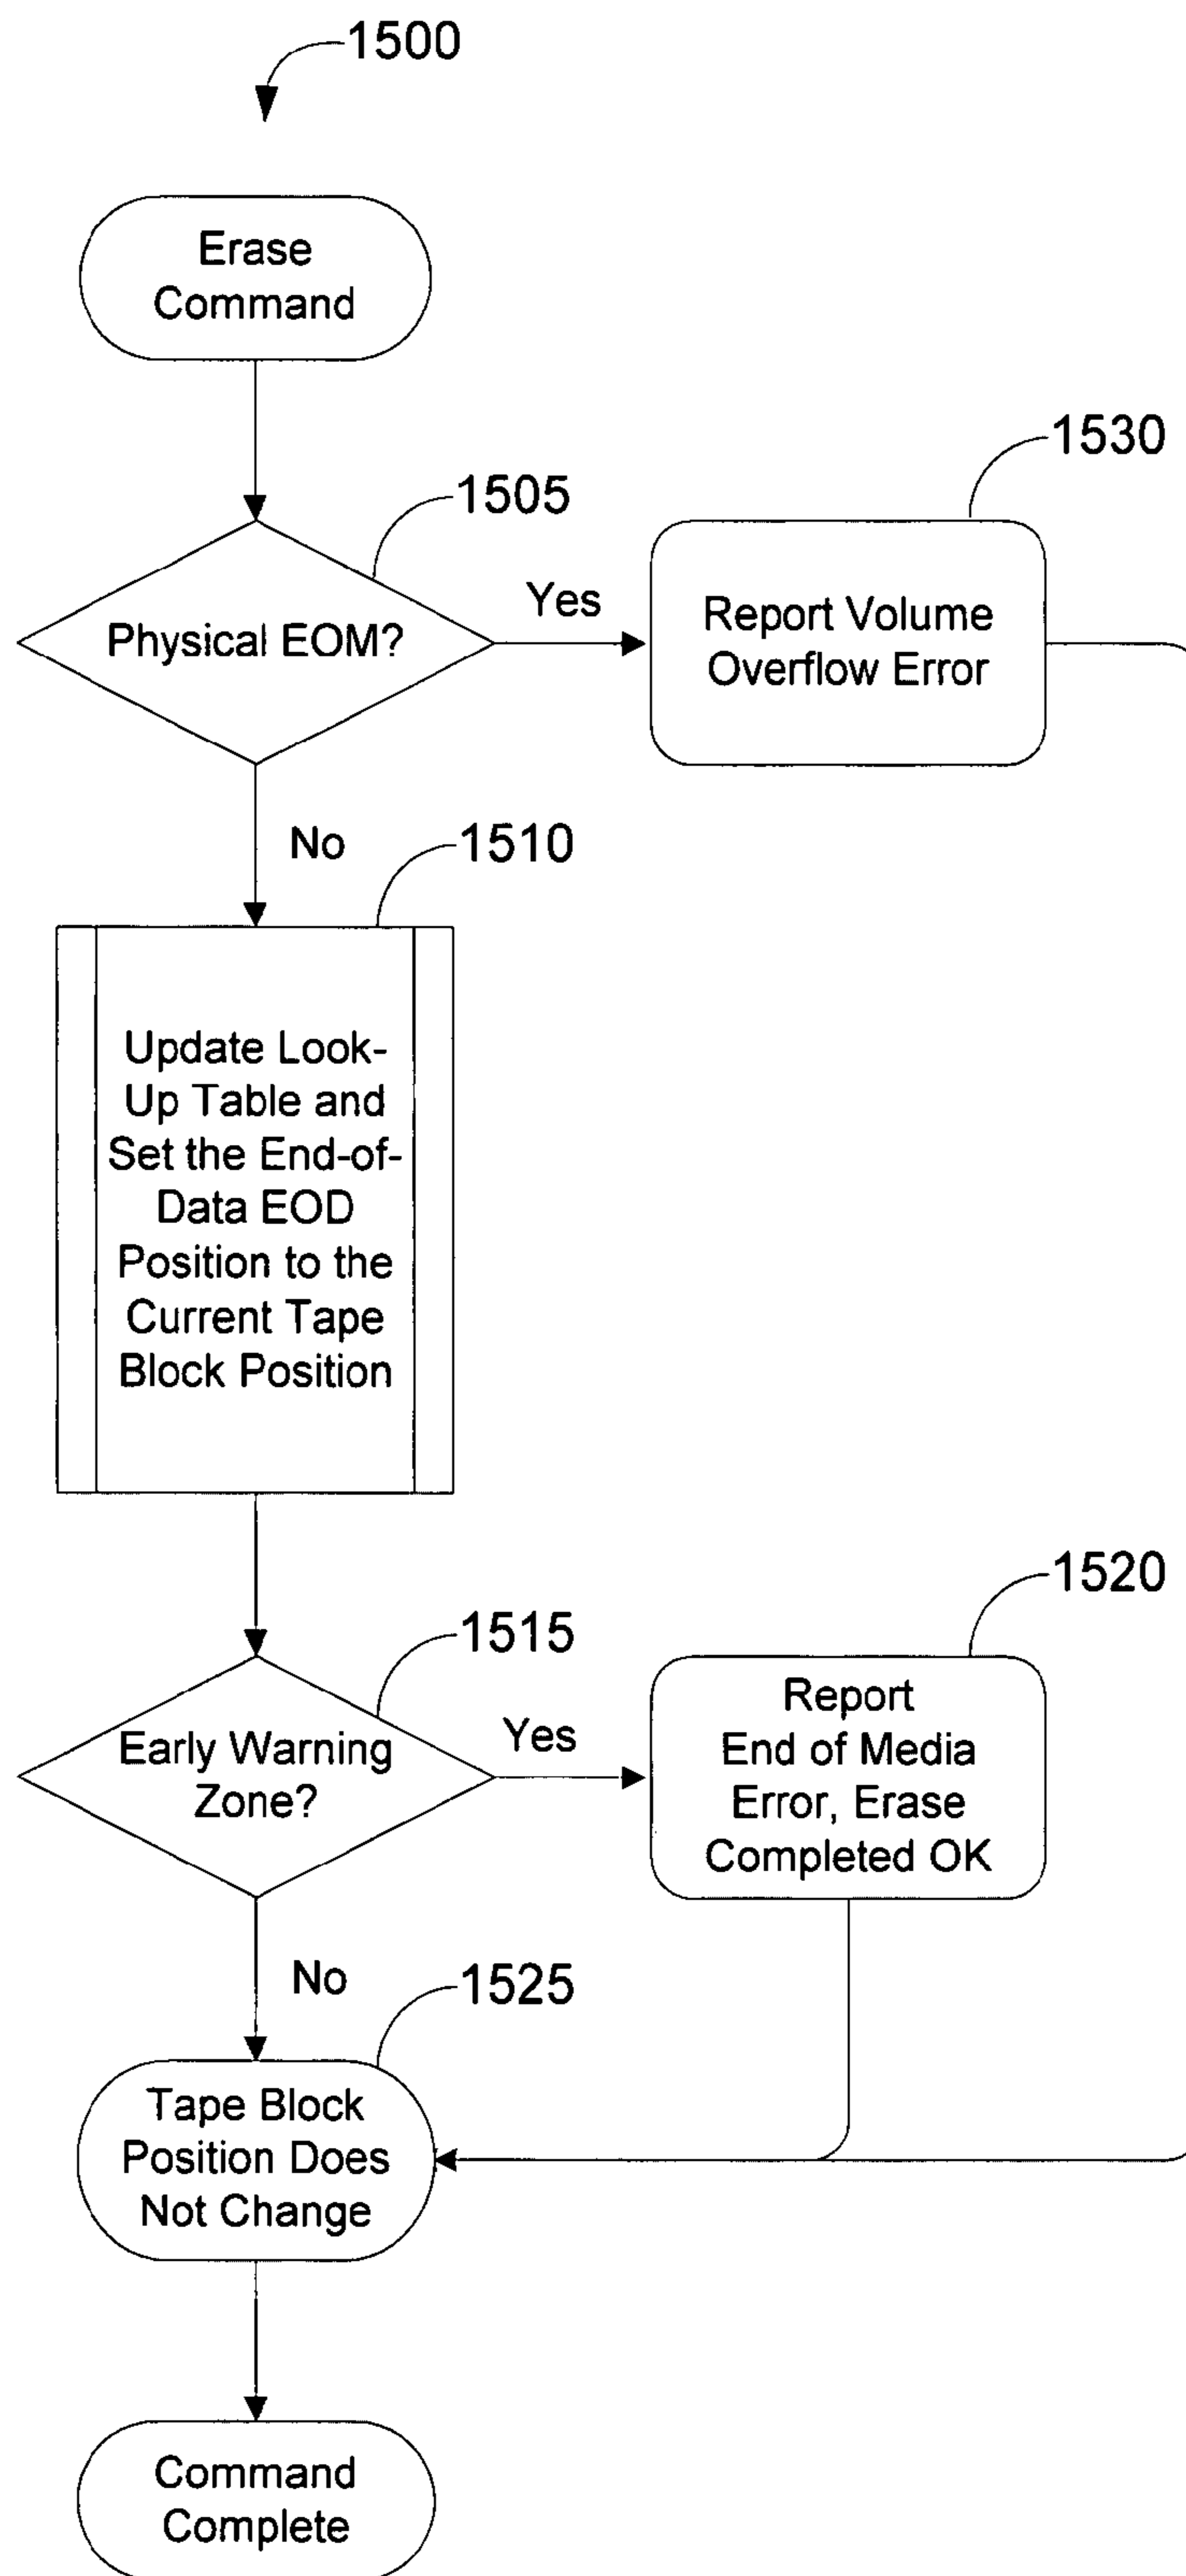 1500
Erase
Command
1505
1530
Physical EOM?
Yes
Report Volume
Overflow Error
No
1510
Update Look-
Up Table and
Set the End-of-
Data EOD
Position to the
Current Tape
Block Position
1515
1520
Early Warning
Zone?
Yes
Report
End of Media
Error, Erase
Completed OK
No
1525
Tape Block
Position Does
Not Change
Command
Complete